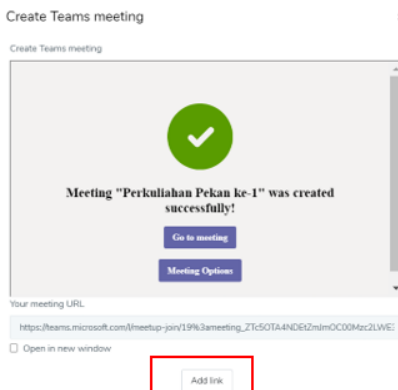 Create Teams meeting
Create Teams meeting
Meeting "Perkuliahan Pekan ke-1" was created
successfully!
Go to meeting
Meeting Options
Your meeting URL
https://teams.microsoft.com/l/meetup-join/19%3ameeting_ZTc5OTA4NDEtZmJmOC00Mzc2LWE3
Open in new window
Add link